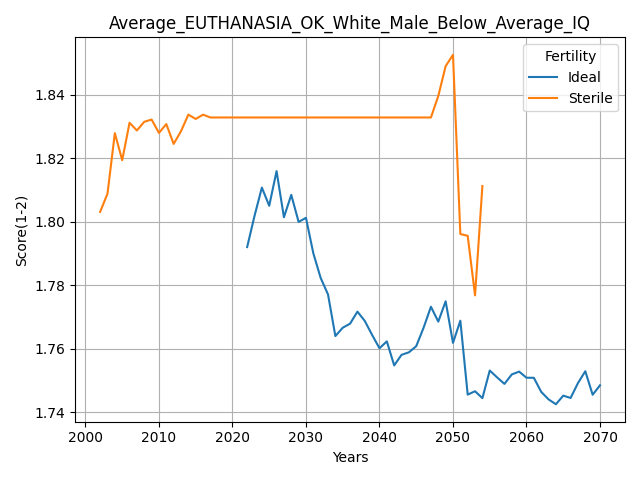 Average_EUTHANASIA_OK_White_Male_Below_Average_IQ
Fertility
Ideal
Sterile
Score(1-2)
1.84
1.82
1.80
1.78
1.76
1.74
2000 2010 2020 2030 2040 2050 2060 2070
Years